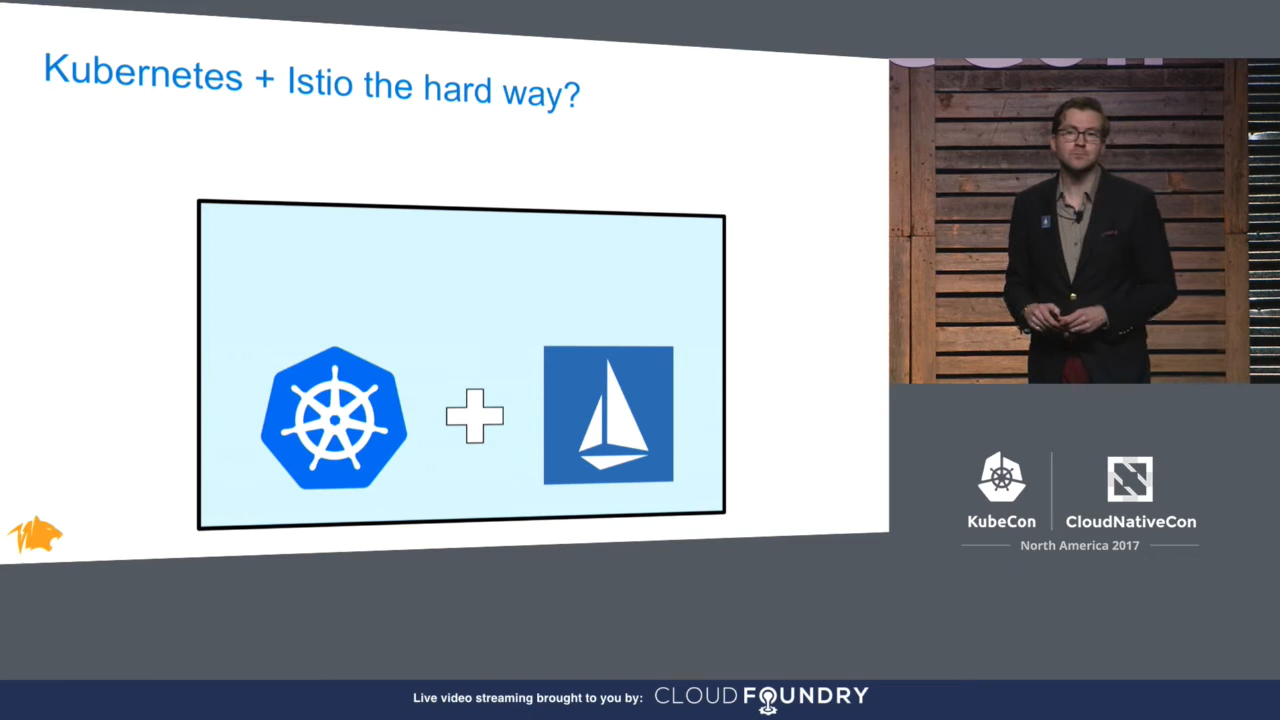 Kubernetes + Istio the hard way?
KubeCon
CloudNativeCon
North America 2017
Live video streaming brought to you by: CLOUD FOUNDRY